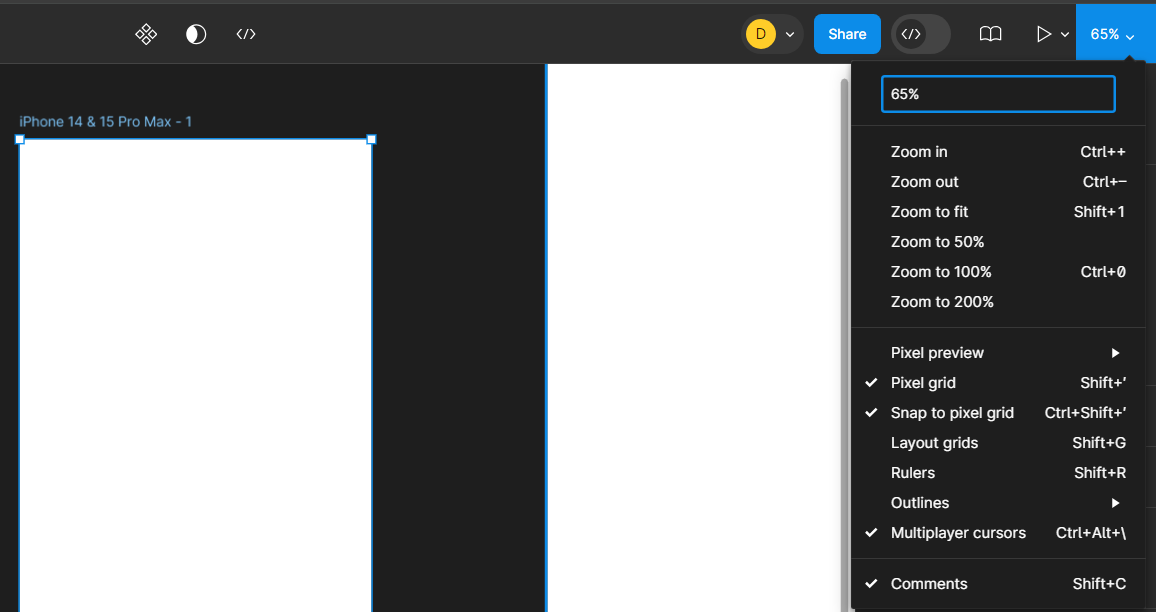 </>
D
Share
</>
65%
iPhone 14 & 15 Pro Max - 1
65%
Zoom in Ctrl++
Zoom out Ctrl+−
Zoom to fit Shift+1
Zoom to 50%
Zoom to 100% Ctrl+0
Zoom to 200%
Pixel preview
Pixel grid Shift+'
Snap to pixel grid Ctrl+Shift+'
Layout grids Shift+G
Rulers Shift+R
Outlines
Multiplayer cursors Ctrl+Alt+\
Comments Shift+C